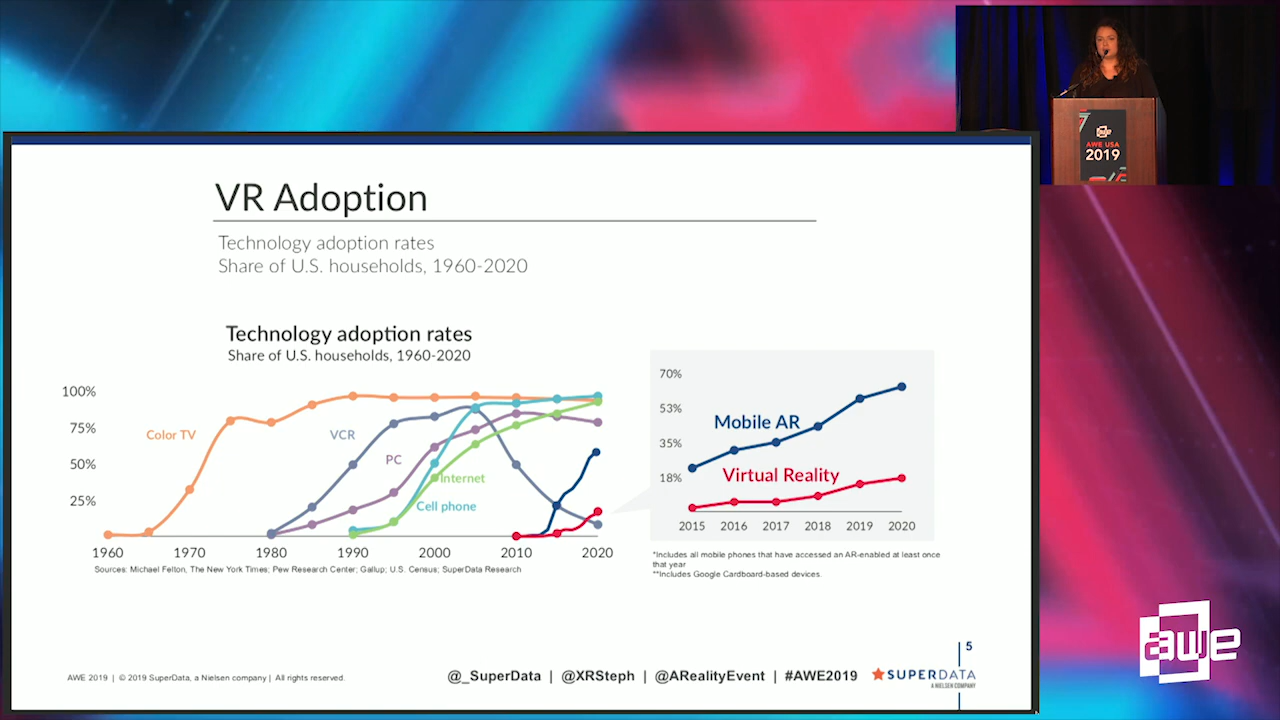 AWE USA
2019
VR Adoption
Technology adoption rates
Share of U.S. households, 1960-2020
Technology adoption rates
Share of U.S. households, 1960-2020
100%
75%
50%
25%
Color TV
VCR
PC
Internet
Cell phone
1960 1970 1980 1990 2000 2010 2020
Sources: Michael Felton, The New York Times; Pew Research Center; Gallup; U.S. Census; SuperData Research
70%
53%
35%
18%
Mobile AR
Virtual Reality
2015 2016 2017 2018 2019 2020
*Includes all mobile phones that have accessed an AR-enabled at least once
that year
**Includes Google Cardboard-based devices.
5
AWE 2019 | © 2019 SuperData, a Nielsen company | All rights reserved.
@_SuperData | @XRSteph | @ARealityEvent | #AWE2019
SUPERDATA
A NIELSEN COMPANY
awe